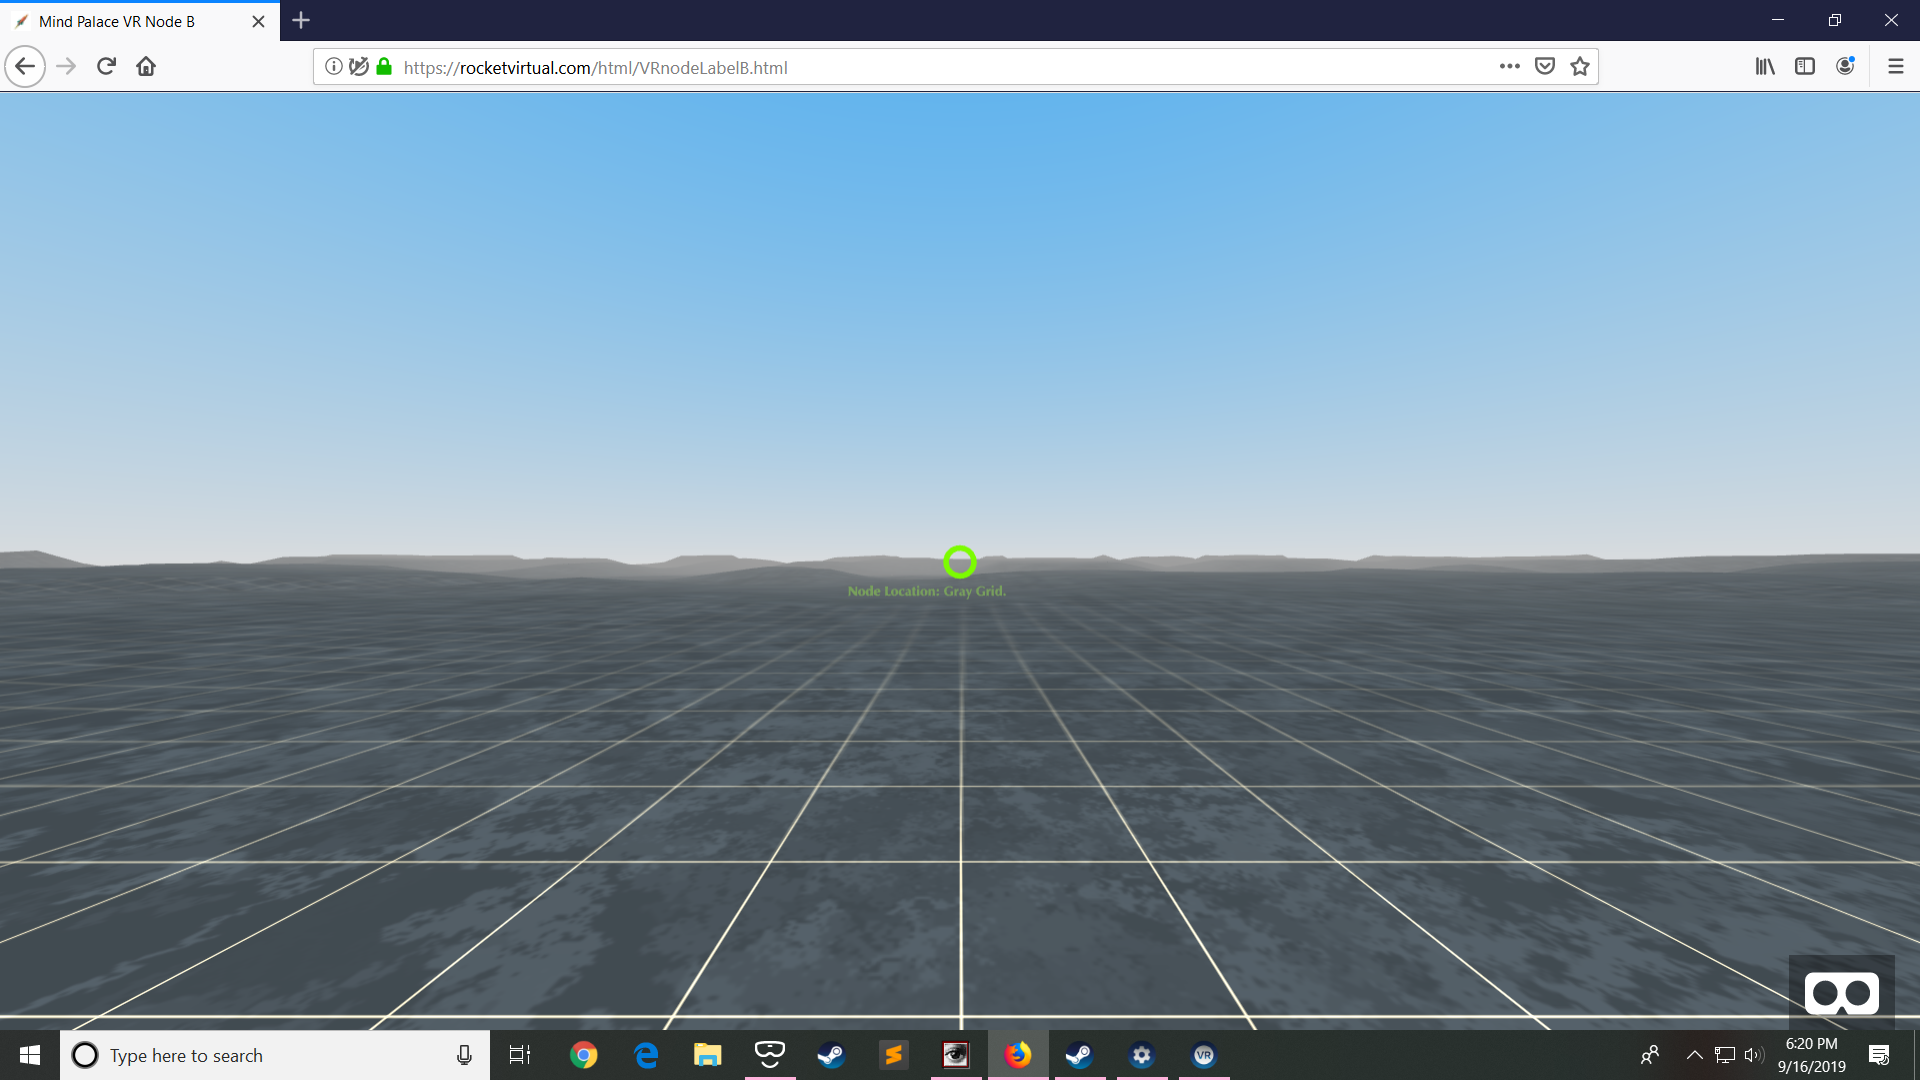 Mind Palace VR Node B
https://rocketvirtual.com/html/VRnodeLabelB.html
Node Location: Gray Grid.
Type here to search
VR
6:20 PM
9/16/2019